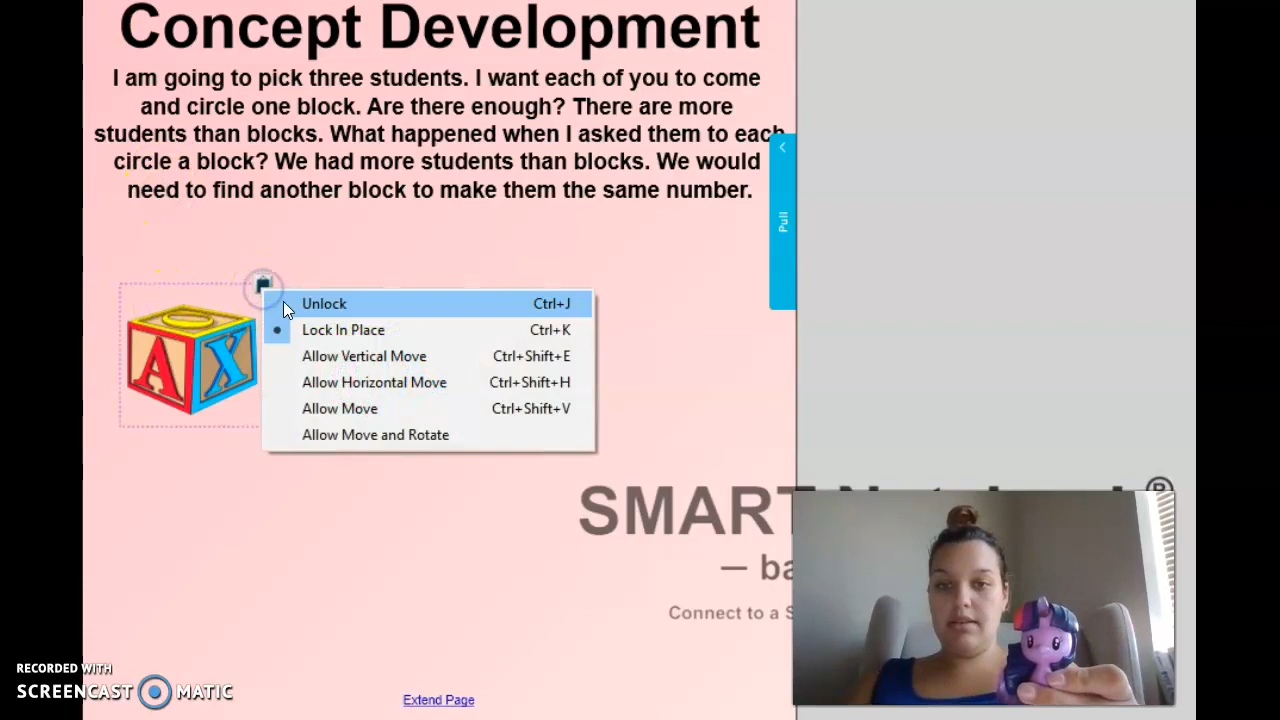 Concept Development
I am going to pick three students. I want each of you to come
and circle one block. Are there enough? There are more
students than blocks. What happened when I asked them to each
circle a block? We had more students than blocks. We would
need to find another block to make them the same number.
Pull
Unlock Ctrl+J
Lock In Place Ctrl+K
Allow Vertical Move Ctrl+Shift+E
Allow Horizontal Move Ctrl+Shift+H
Allow Move Ctrl+Shift+V
Allow Move and Rotate
A X
SMART
®
— ba
Connect to a S
RECORDED WITH
SCREENCAST MATIC
Extend Page